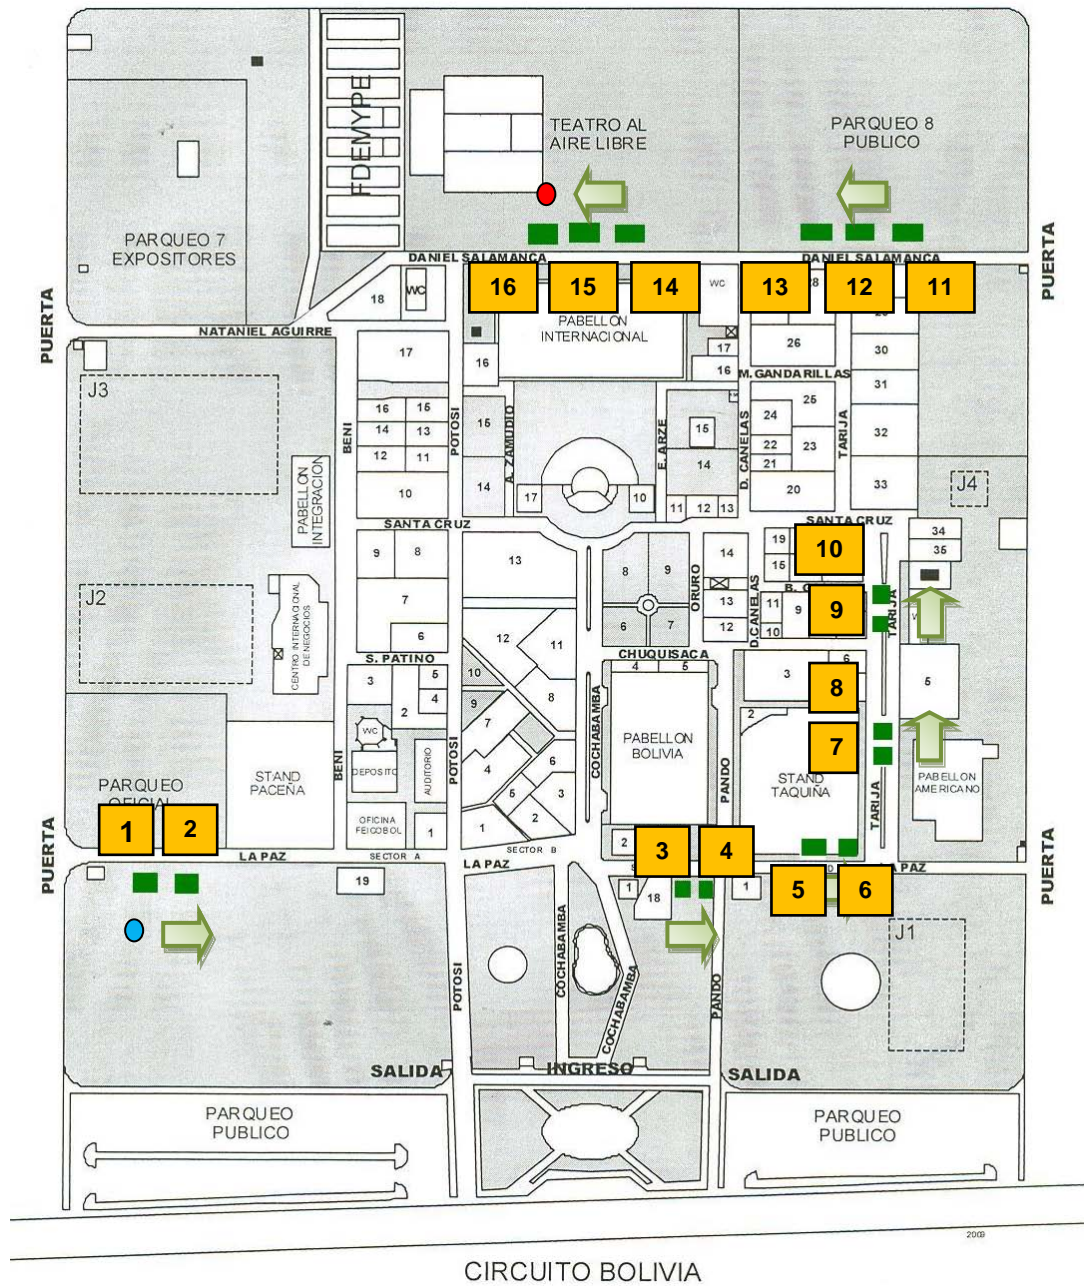 FDEMYPE
TEATRO AL
AIRE LIBRE
PARQUEO 8
PUBLICO
PARQUEO 7
EXPOSITORES
PUERTA
PUERTA
DANIEL SALAMANCA
DANIEL SALAMANCA
WC
18
16
15
14
WC
13
28
12
11
NATANIEL AGUIRRE
PABELLON
INTERNACIONAL
17
16
17
16
26
30
M. GANDARILLAS
J3
BENI
POTOSI
A. ZAMUDIO
E. ARZE
D. CANELAS
TARIJA
16
15
14
13
12
11
10
15
14
17
10
15
14
11
12
13
24
25
22
21
23
20
31
32
33
J4
PABELLON
INTEGRACION
SANTA CRUZ
SANTA CRUZ
9
8
7
6
13
8
9
6
7
ORURO
14
13
12
19
15
10
34
35
D.CANELAS
11
10
9
9
TARIJA
J2
CENTRO INTERNACIONAL
DE NEGOCIOS
S. PATINO
CHUQUISACA
12
11
10
9
8
7
4
6
5
3
2
1
3
5
4
2
WC
DEPOSITO
AUDITORIO
OFICINA
FEICOBOL
1
4
5
PABELLON
BOLIVIA
2
3
6
8
7
2
STAND
TAQUIÑA
5
PABELLON
AMERICANO
PARQUEO
OFICIAL
STAND
PACEÑA
BENI
POTOSI
COCHABAMBA
PANDO
TARIJA
PUERTA
PUERTA
1
2
3
4
5
6
LA PAZ
SECTOR A
LA PAZ
SECTOR B
19
1
18
1
J1
POTOSI
COCHABAMBA
COCHABAMBA
PANDO
SALIDA
INGRESO
SALIDA
PARQUEO
PUBLICO
PARQUEO
PUBLICO
2009
CIRCUITO BOLIVIA